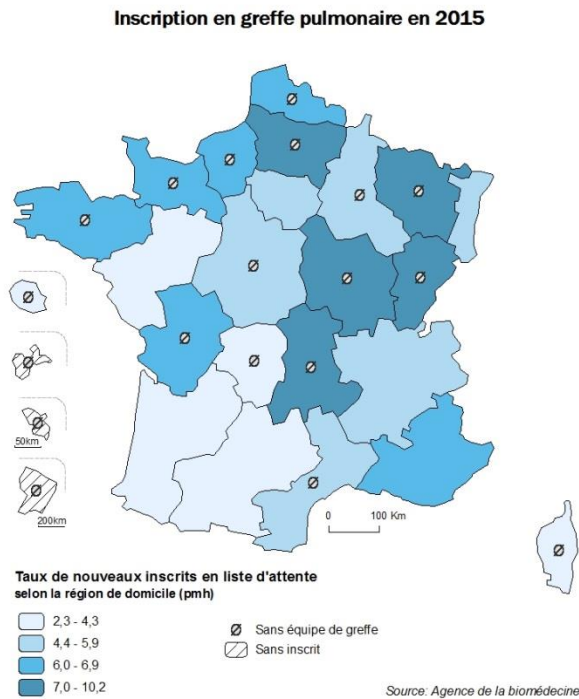 Inscription en greffe pulmonaire en 2015
50km
200km
0 100 Km
Taux de nouveaux inscrits en liste d'attente
selon la région de domicile (pmh)
2,3 - 4,3
4,4 - 5,9
6,0 - 6,9
7,0 - 10,2
Sans équipe de greffe
Sans inscrit
Source: Agence de la biomédecine